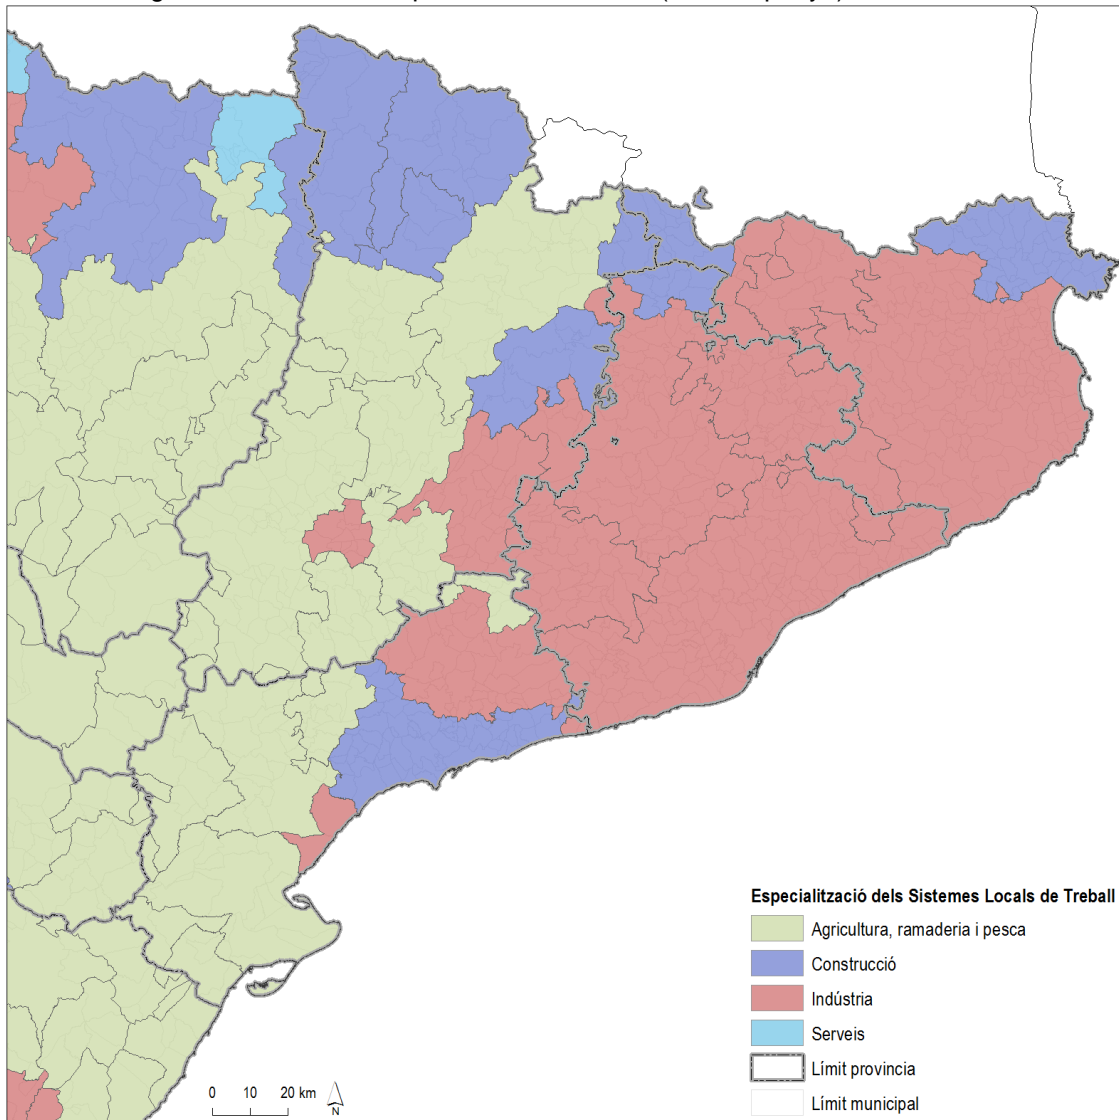 Especialització dels Sistemes Locals de Treball
Agricultura, ramaderia i pesca
Construcció
Indústria
Serveis
Límit provincia
Límit municipal
0 10 20 km
N